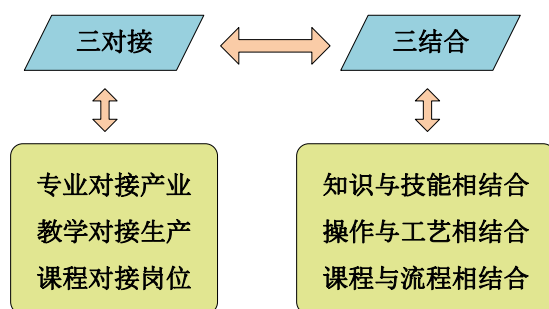 三对接
三结合
专业对接产业
教学对接生产
课程对接岗位
知识与技能相结合
操作与工艺相结合
课程与流程相结合